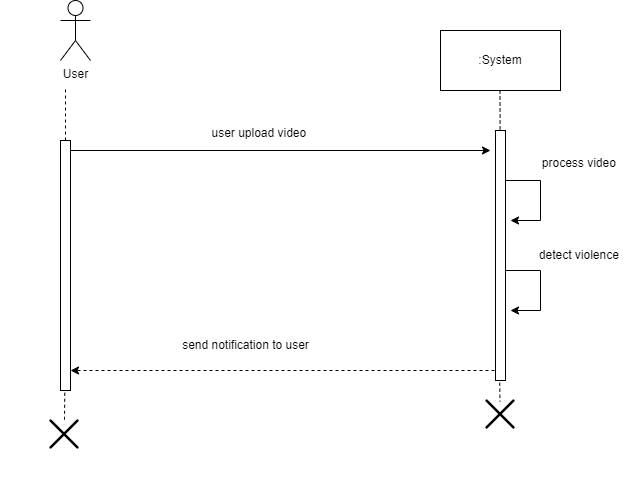 User
:System
user upload video
process video
detect violence
send notification to user